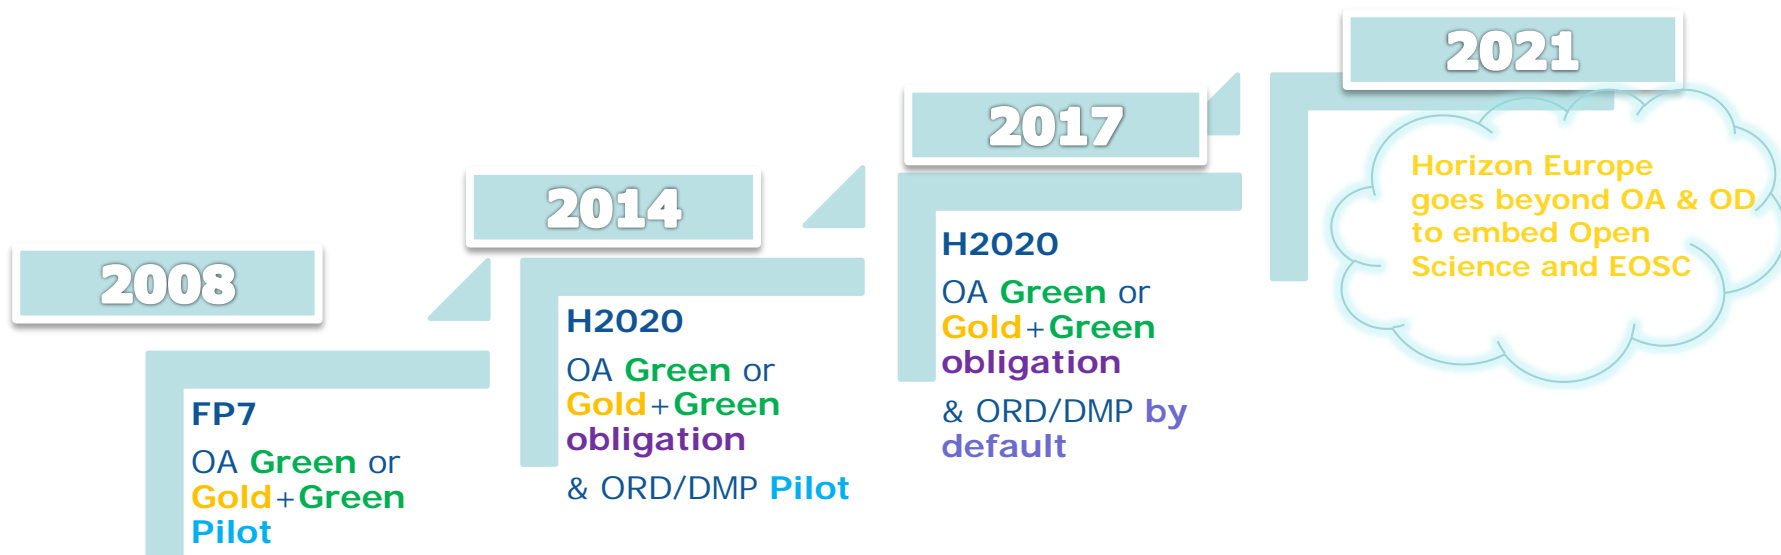 2008
FP7
OA Green or
Gold+Green
Pilot
2014
H2020
OA Green or
Gold+Green
obligation
& ORD/DMP Pilot
2017
H2020
OA Green or
Gold+Green
obligation
& ORD/DMP by
default
2021
Horizon Europe
goes beyond OA & OD
to embed Open
Science and EOSC